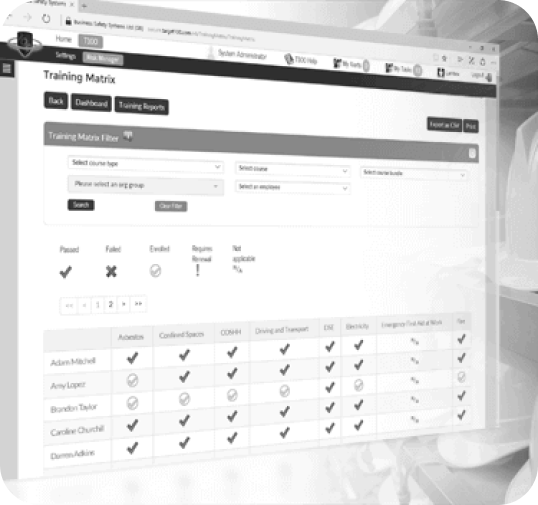 Safety Systems
Business Safety Systems Ltd [GB]
Home T100
Settings Risk Manager
System Administrator
T100 Help
My Alerts
My Tasks
Logout
Training Matrix
Back Dashboard Training Reports
Export as CSV Print
Training Matrix Filter
Select course type Select course Select course bundle
Please select an org group Select an employee
Search Clear Filter
Passed Failed Enrolled Requires Renewal Not applicable
<< < 1 2 > >>
Asbestos Confined Spaces COSHH Driving and Transport DSE Electricity Emergency First Aid at Work Fire
Adam Mitchell
Amy Lopez
Brandon Taylor
Caroline Churchill
Darren Adkins